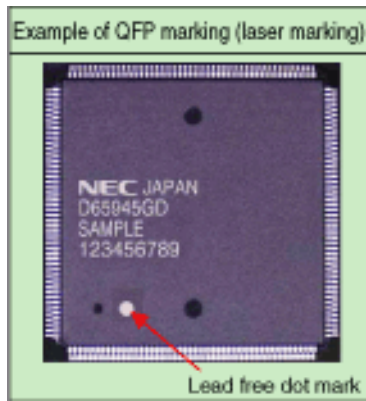 Example of QFP marking (laser marking)
NEC JAPAN
D65945GD
SAMPLE
123456789
Lead free dot mark